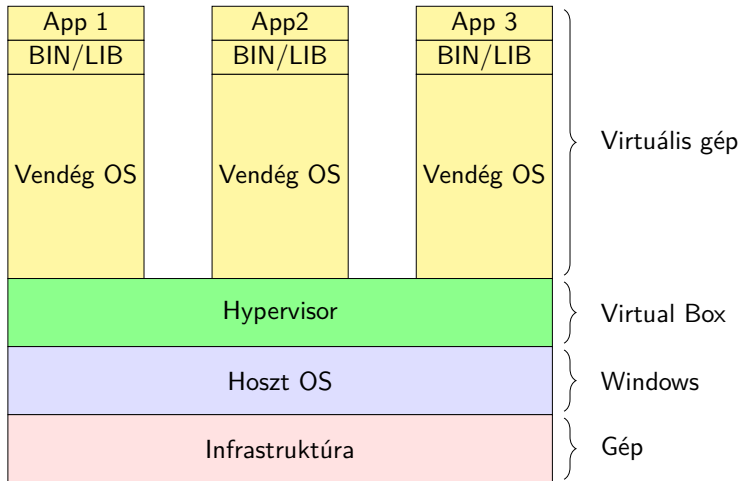 App 1
App2
App 3
BIN/LIB
BIN/LIB
BIN/LIB
Vendég OS
Vendég OS
Vendég OS
Virtuális gép
Hypervisor
Virtual Box
Hoszt OS
Windows
Infrastruktúra
Gép